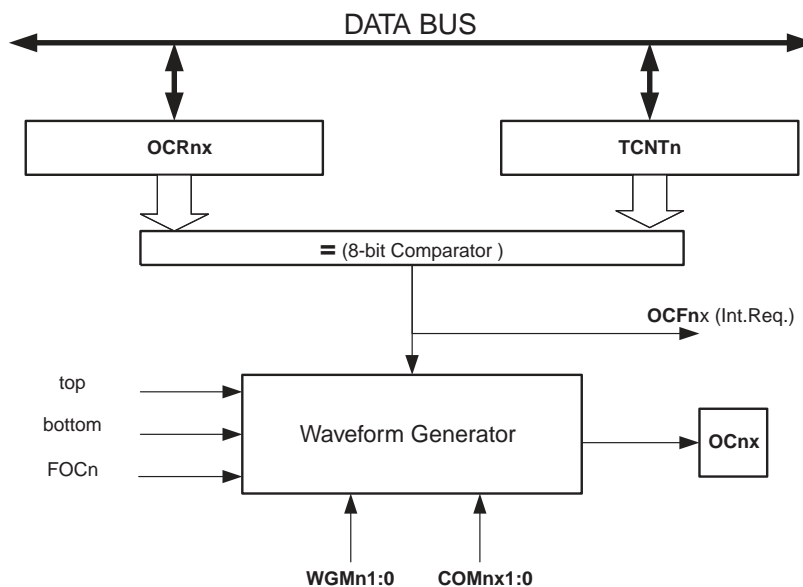 DATA BUS
OCRnx
TCNTn
= (8-bit Comparator )
OCFnx (Int.Req.)
top
bottom
FOCn
Waveform Generator
OCnx
WGMn1:0
COMnx1:0